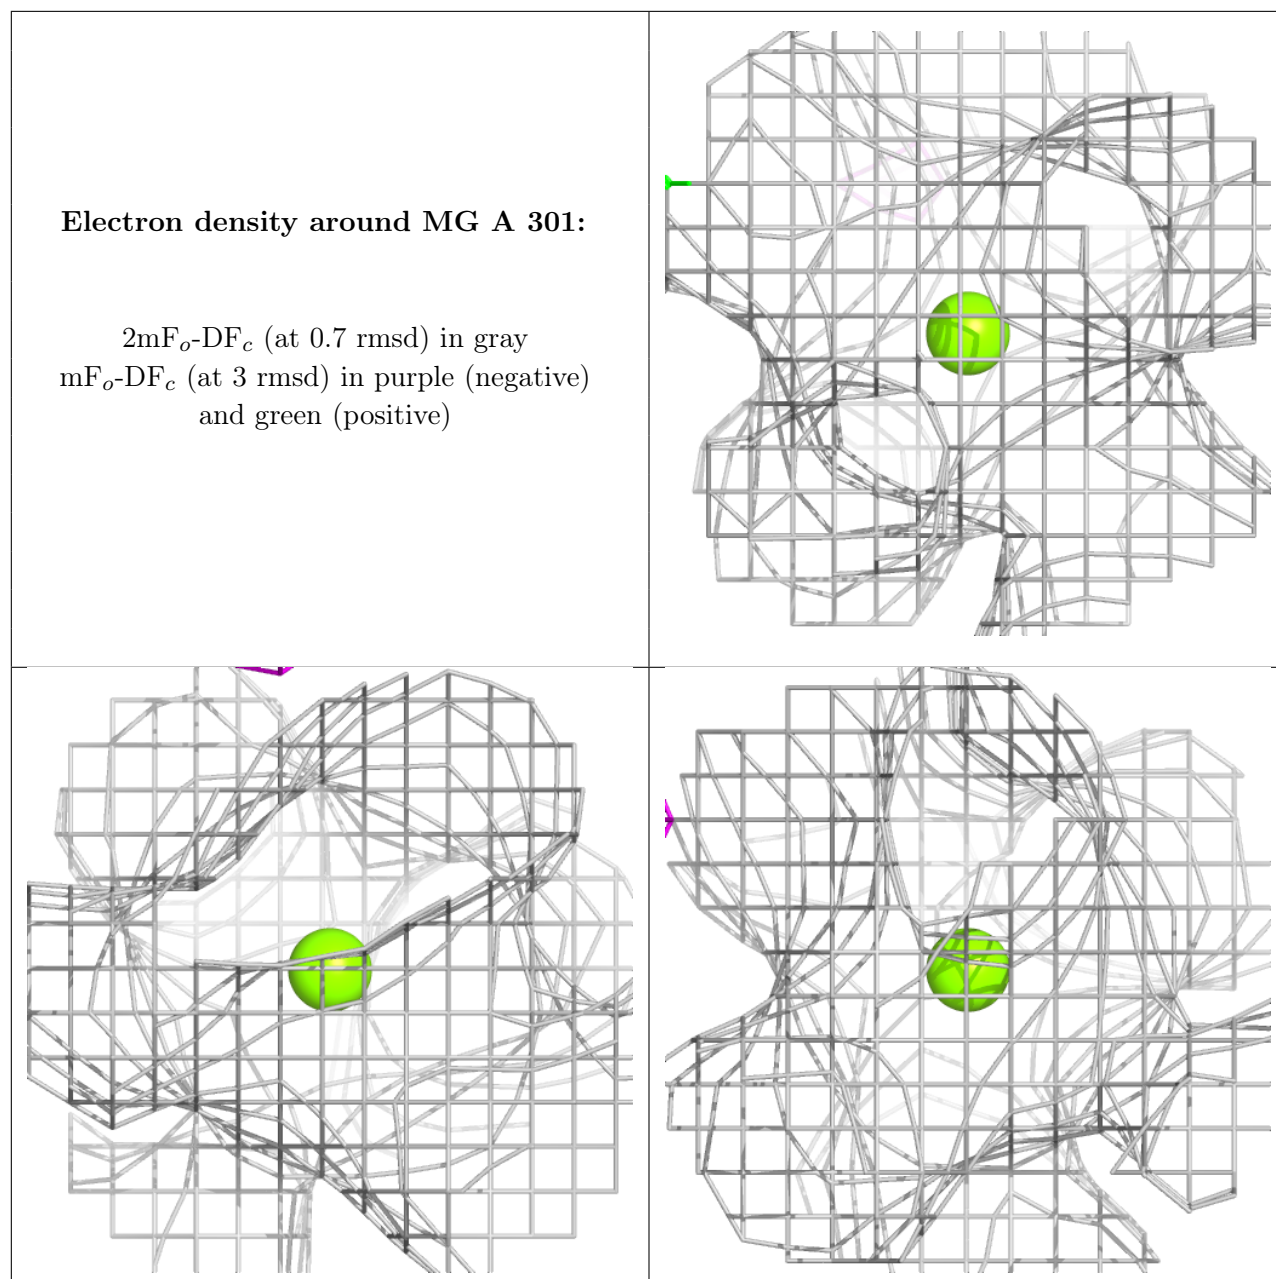 Electron density around MG A 301:
2mFₒ-DF𝒸 (at 0.7 rmsd) in gray
mFₒ-DF𝒸 (at 3 rmsd) in purple (negative)
and green (positive)